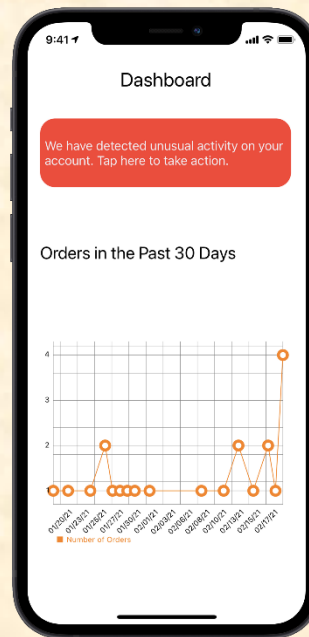 9:41
Dashboard
We have detected unusual activity on your
account. Tap here to take action.
Orders in the Past 30 Days
4
3
2
1
01/20/21 01/23/21 01/26/21 01/27/21 01/30/21 02/01/21 02/03/21 02/06/21 02/08/21 02/10/21 02/13/21 02/15/21 02/17/21
Number of Orders